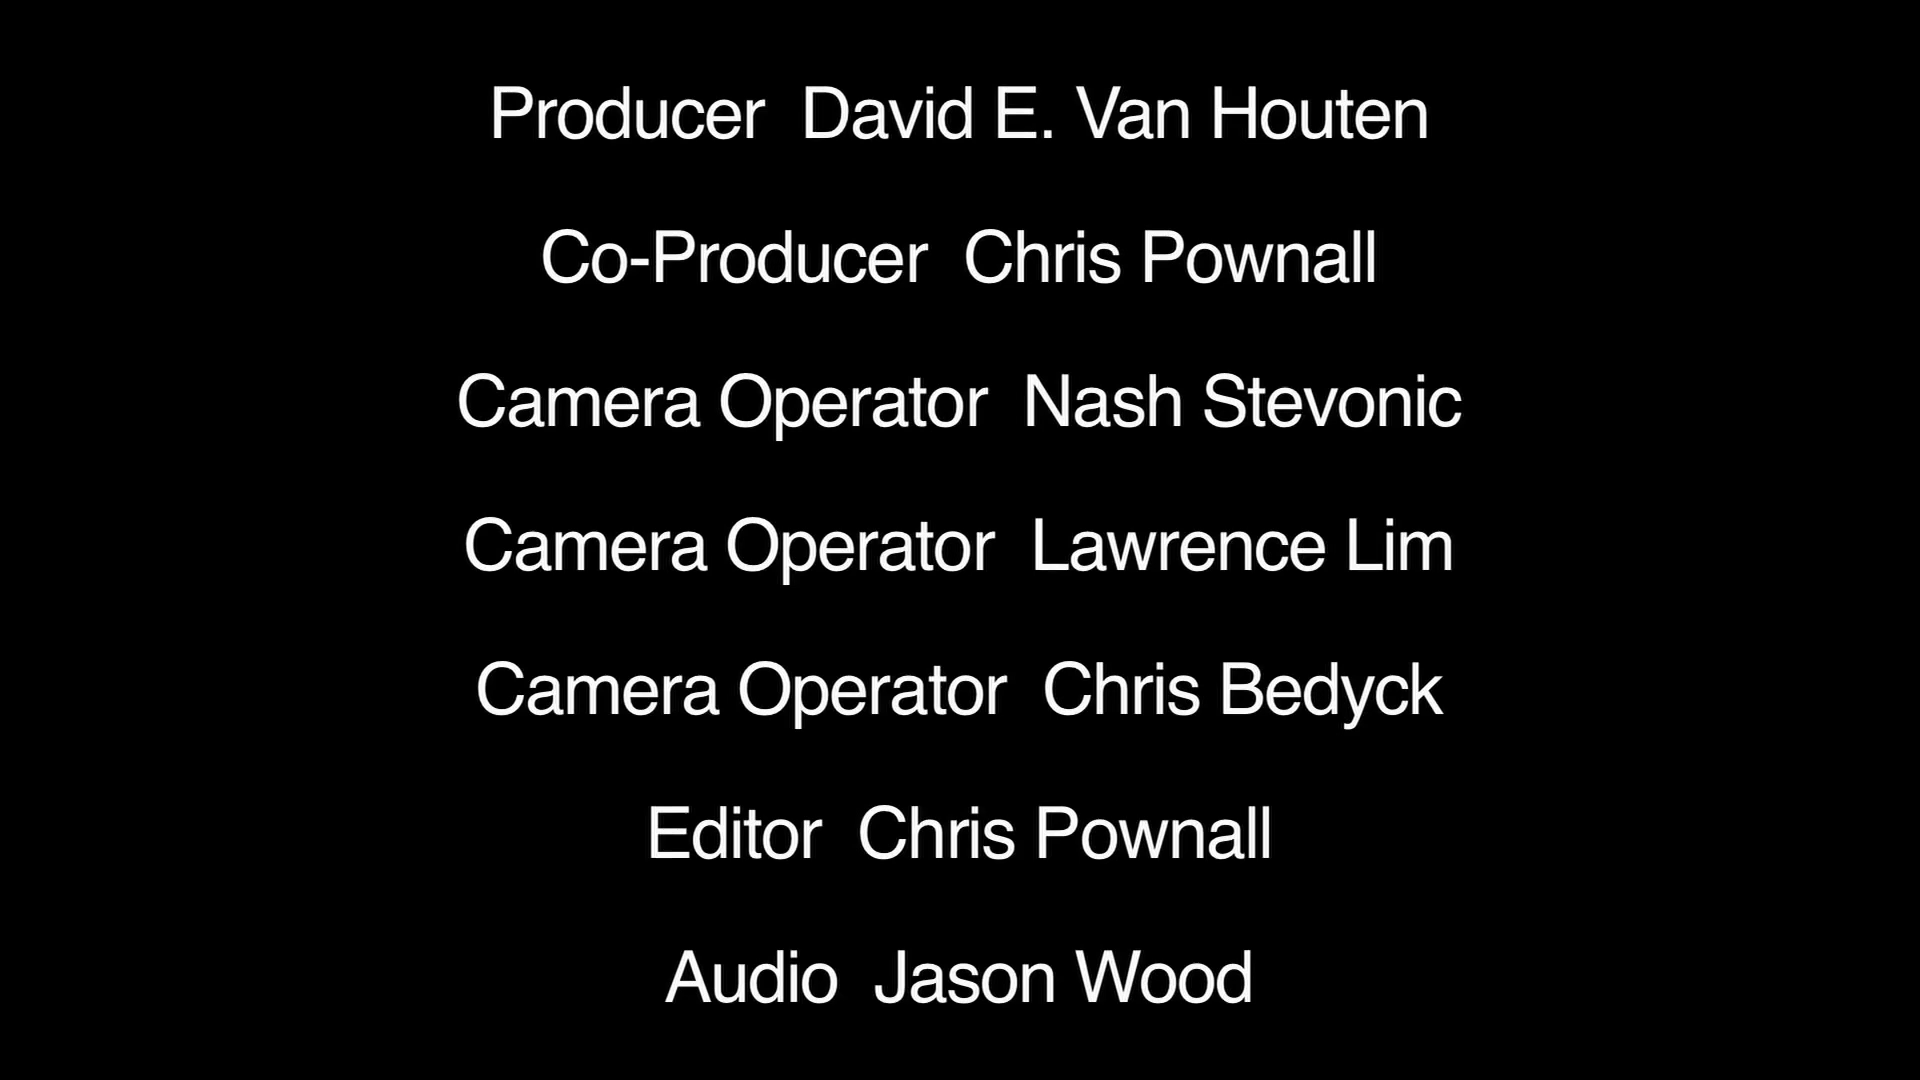 Producer  David E. Van Houten
Co-Producer  Chris Pownall
Camera Operator  Nash Stevonic
Camera Operator  Lawrence Lim
Camera Operator  Chris Bedyck
Editor  Chris Pownall
Audio  Jason Wood